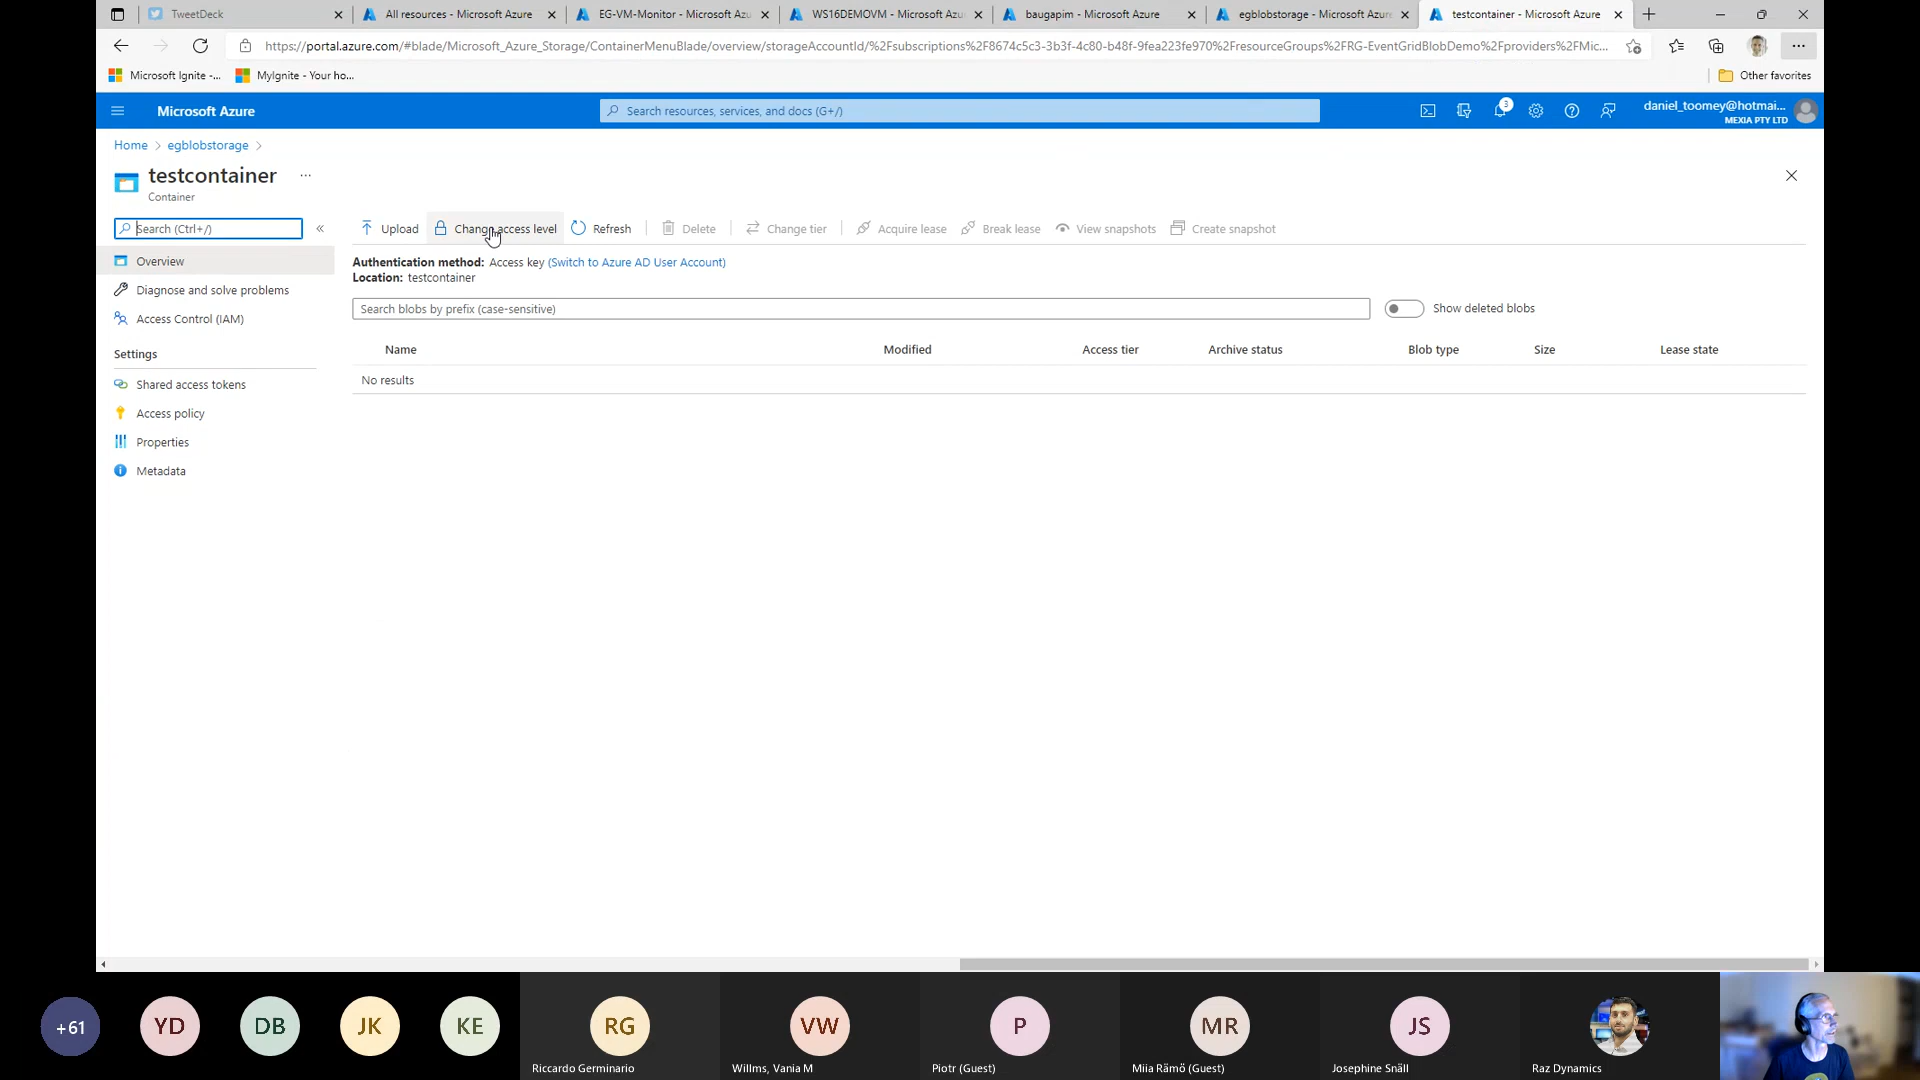 TweetDeck
All resources - Microsoft Azure
EG-VM-Monitor - Microsoft Azu
WS16DEMOVM - Microsoft Azu
baugapim - Microsoft Azure
egblobstorage - Microsoft Azure
testcontainer - Microsoft Azure
https://portal.azure.com/#blade/Microsoft_Azure_Storage/ContainerMenuBlade/overview/storageAccountId/%2Fsubscriptions%2F8674c5c3-3b3f-4c80-b48f-9fea223fe970%2FresourceGroups%2FRG-EventGridBlobDemo%2Fproviders%2FMic...
Microsoft Ignite -...
MyIgnite - Your ho...
Other favorites
Microsoft Azure
Search resources, services, and docs (G+/)
3
daniel_toomey@hotmai...
MEXIA PTY LTD
Home > egblobstorage >
testcontainer ...
Container
Search (Ctrl+/)
«
Upload
Change access level
Refresh
Delete
Change tier
Acquire lease
Break lease
View snapshots
Create snapshot
Overview
Diagnose and solve problems
Access Control (IAM)
Settings
Shared access tokens
Access policy
Properties
Metadata
Authentication method: Access key (Switch to Azure AD User Account)
Location: testcontainer
Search blobs by prefix (case-sensitive)
Show deleted blobs
Name Modified Access tier Archive status Blob type Size Lease state
No results
+61
YD
DB
JK
KE
RG
VW
P
MR
JS
Riccardo Germinario
Willms, Vania M
Piotr (Guest)
Miia Rämö (Guest)
Josephine Snäll
Raz Dynamics